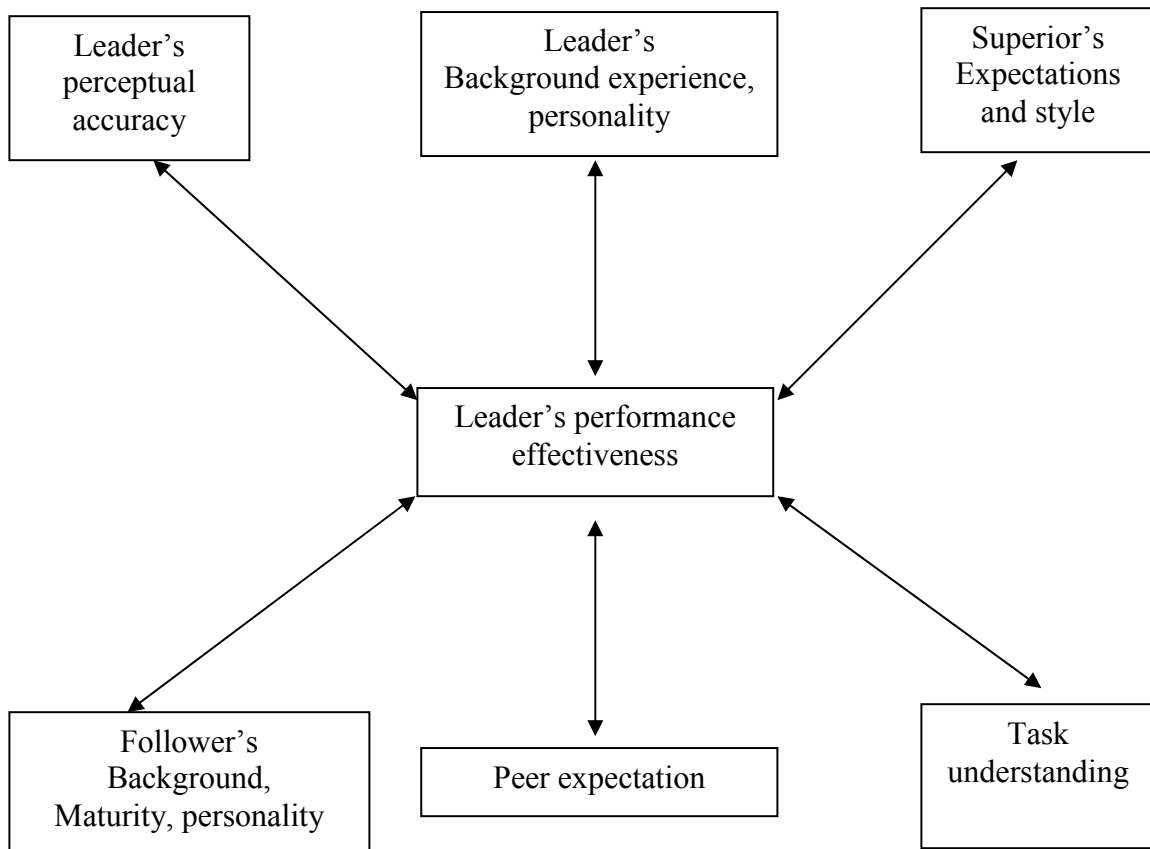 Leader’s
perceptual
accuracy
Leader’s
Background experience,
personality
Superior’s
Expectations
and style
Leader’s performance
effectiveness
Follower’s
Background,
Maturity, personality
Peer expectation
Task
understanding